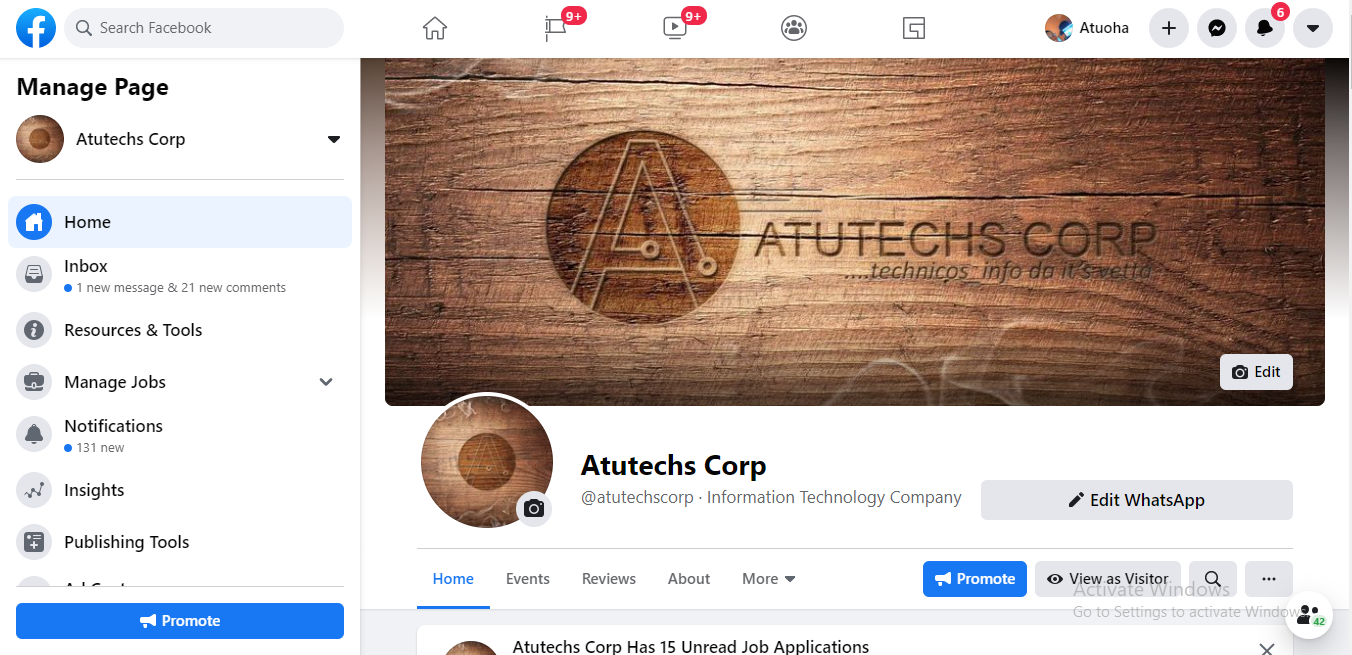 Search Facebook
9+
9+
Atuoha
6
Manage Page
Atutechs Corp
Home
Inbox
1 new message & 21 new comments
Resources & Tools
Manage Jobs
Notifications
131 new
Insights
Publishing Tools
Promote
ATUTECHS CORP
....technicos, info da it's vetta
Edit
Atutechs Corp
@atutechscorp · Information Technology Company
Edit WhatsApp
Home
Events
Reviews
About
More
Promote
View as Visitor
Activate Windows
Go to Settings to activate Window
42
Atutechs Corp Has 15 Unread Job Applications